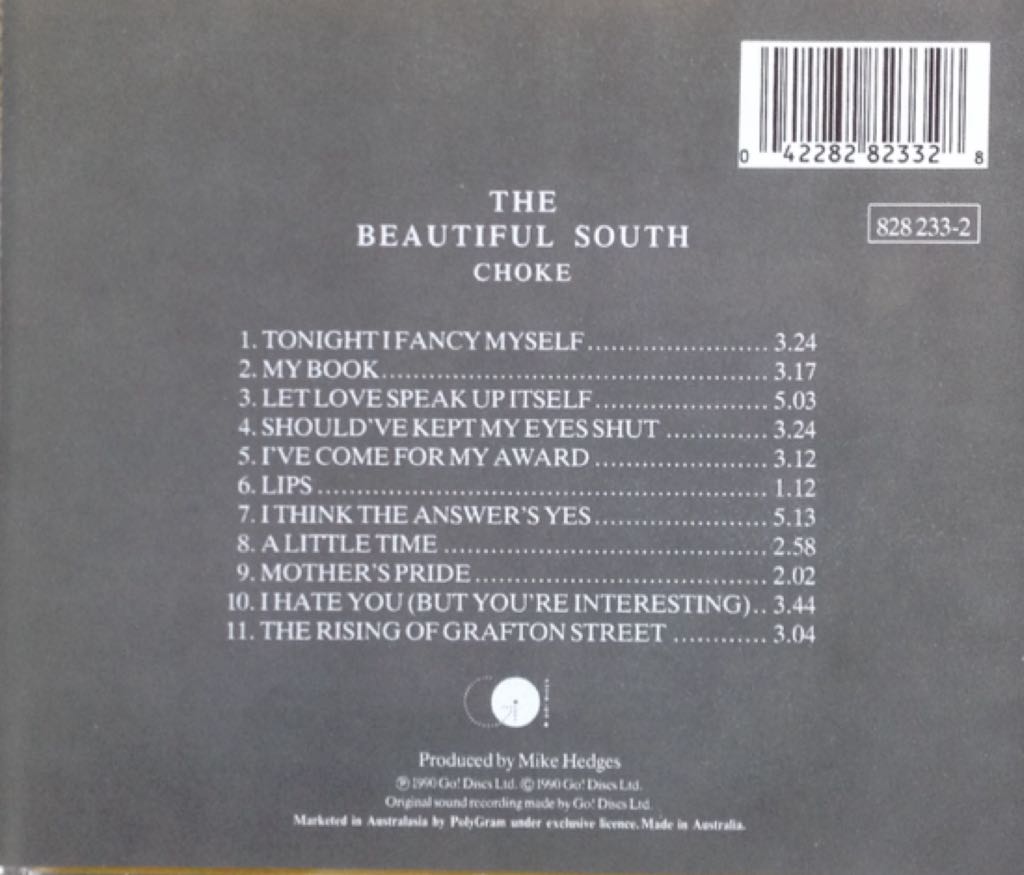 0 42282 82332 8
828 233-2
THE
BEAUTIFUL SOUTH
CHOKE
1. TONIGHT I FANCY MYSELF ....................... 3.24
2. MY BOOK ................................................. 3.17
3. LET LOVE SPEAK UP ITSELF ...................... 5.03
4. SHOULD'VE KEPT MY EYES SHUT ............. 3.24
5. I'VE COME FOR MY AWARD ...................... 3.12
6. LIPS ......................................................... 1.12
7. I THINK THE ANSWER'S YES ...................... 5.13
8. A LITTLE TIME ......................................... 2.58
9. MOTHER'S PRIDE ..................................... 2.02
10. I HATE YOU (BUT YOU'RE INTERESTING) .. 3.44
11. THE RISING OF GRAFTON STREET ............ 3.04
Produced by Mike Hedges
℗ 1990 Go! Discs Ltd. © 1990 Go! Discs Ltd.
Original sound recording made by Go! Discs Ltd.
Marketed in Australasia by PolyGram under exclusive licence. Made in Australia.